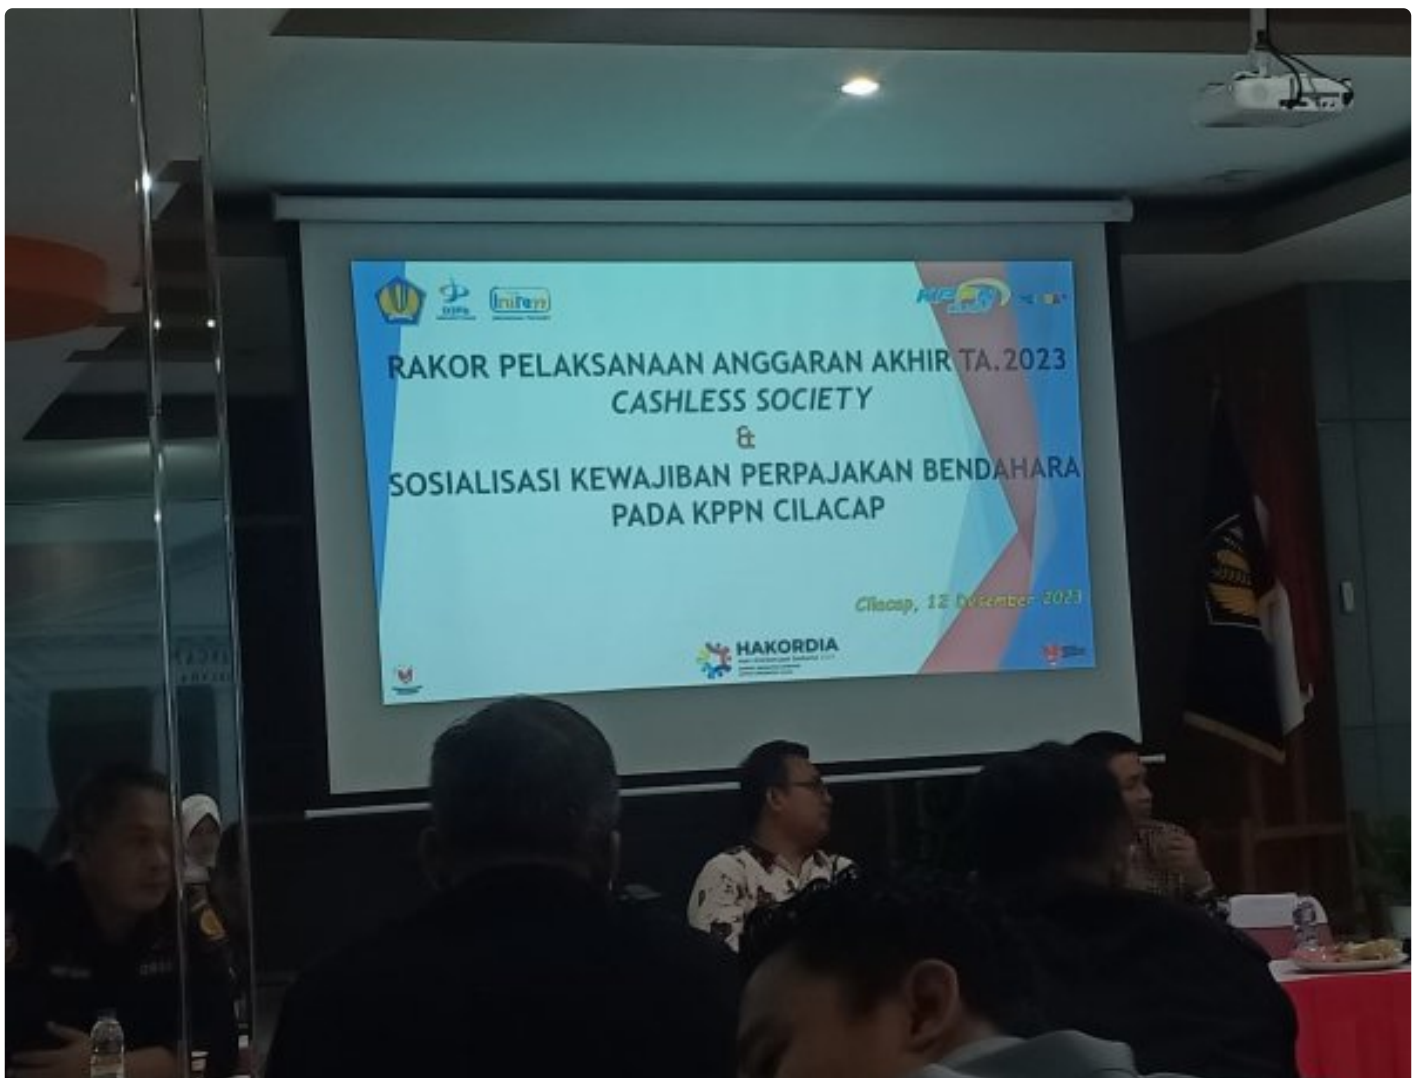 RAKOR PELAKSANAAN ANGGARAN AKHIR TA.2023
CASHLESS SOCIETY
&
SOSIALISASI KEWAJIBAN PERPAJAKAN BENDAHARA
PADA KPPN CILACAP
Cilacap, 12 Desember 2023
HAKORDIA